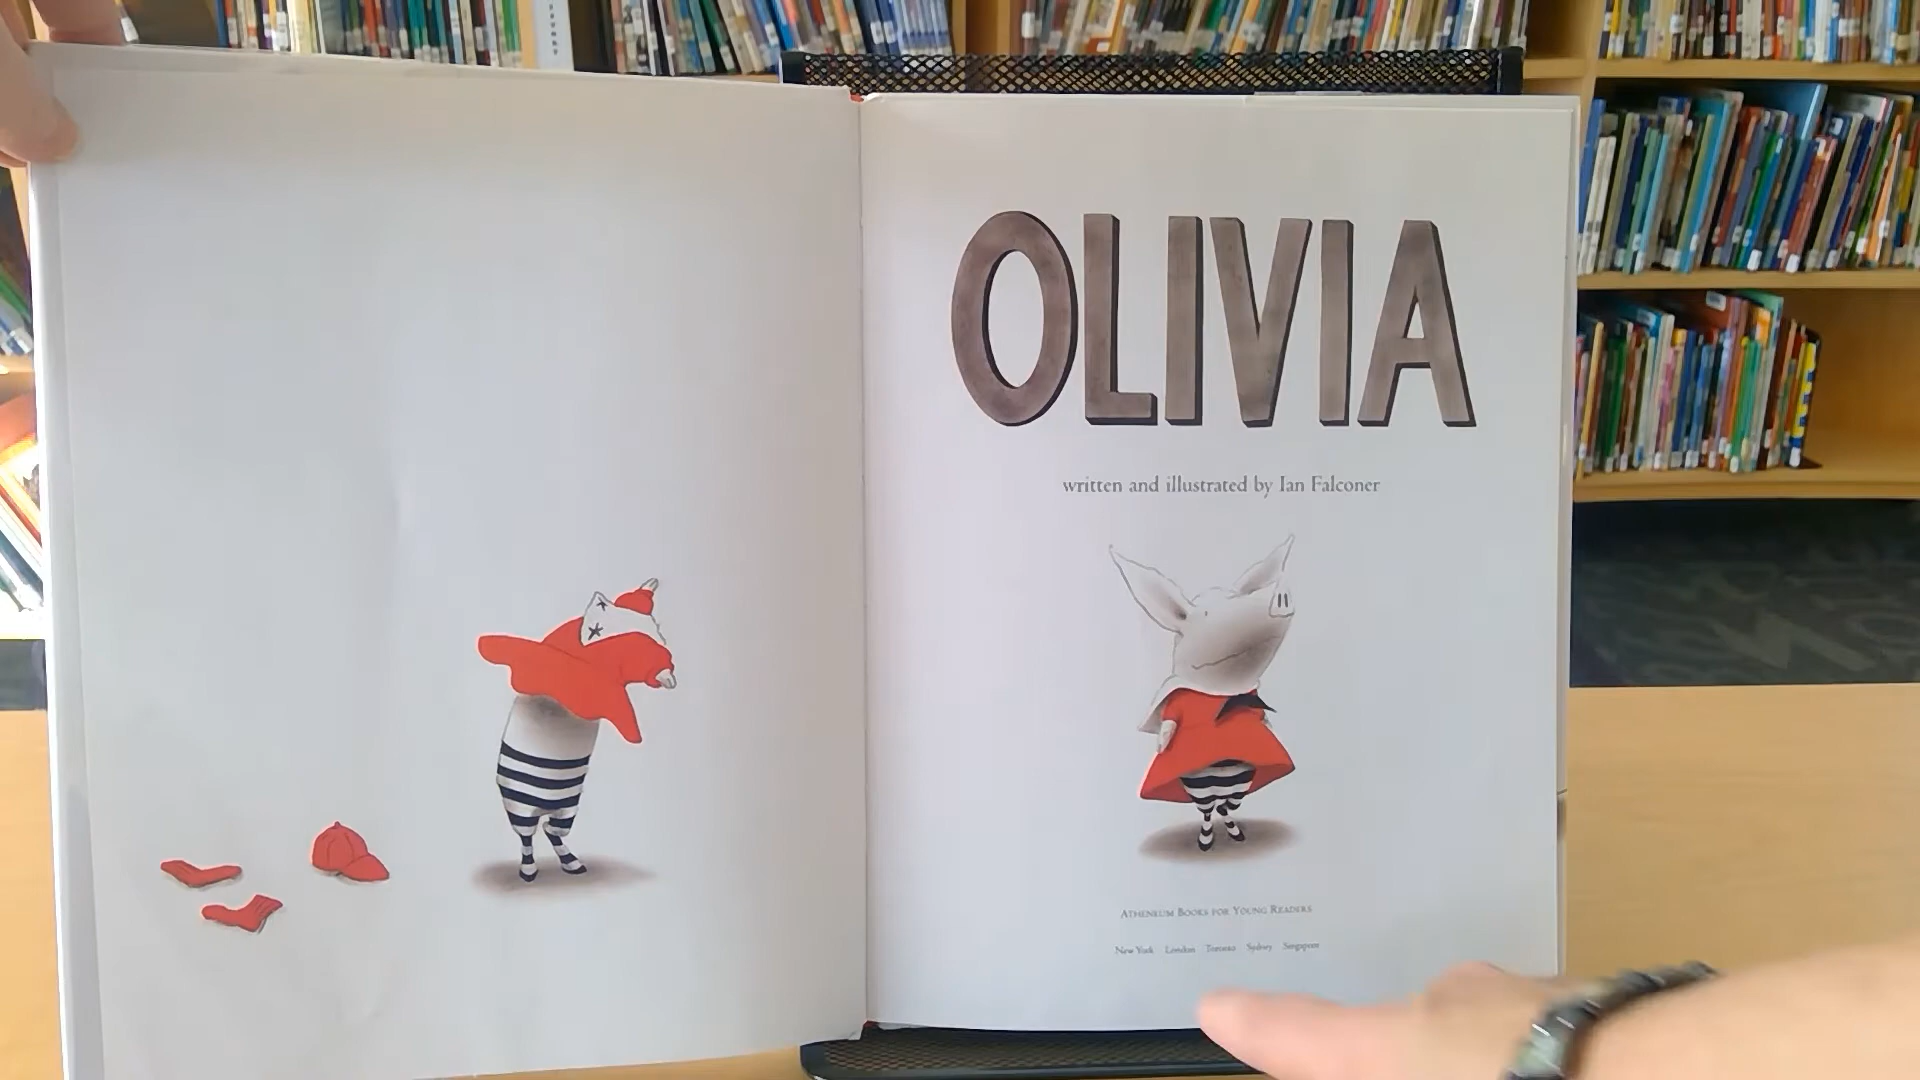 OLIVIA
written and illustrated by Ian Falconer
ATHENEUM BOOKS FOR YOUNG READERS
New York London Toronto Sydney Singapore